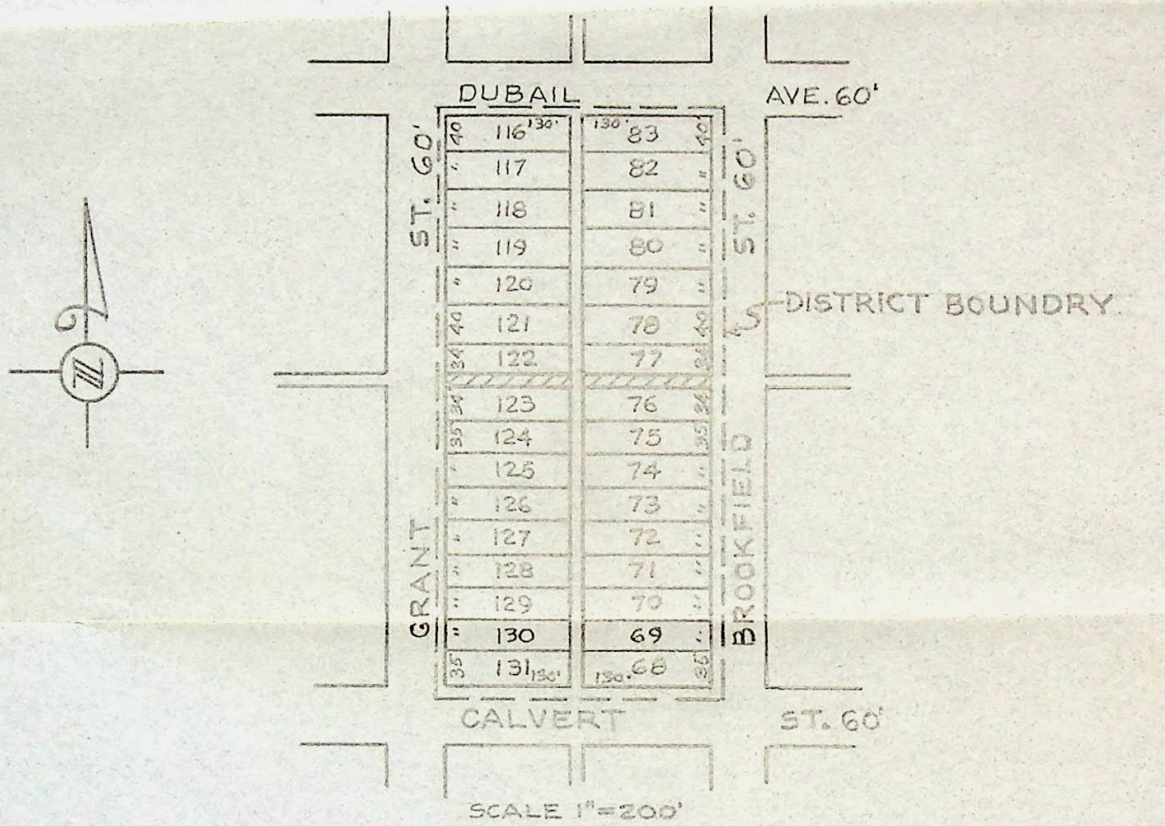 DUBAIL AVE. 60'
ST. 60'
ST. 60'
40 116 130' 130' 83 40'
" 117 82 "
" 118 81 "
" 119 80 "
" 120 79 "
40 121 78 40
34 122 77 34
N
DISTRICT BOUNDRY
34 123 76 34
35 124 75 35
" 125 74 "
" 126 73 "
" 127 72 "
" 128 71 "
" 129 70 "
" 130 69 "
35 131 130' 130' 68 35
GRANT
BROOKFIELD
CALVERT ST. 60'
SCALE 1"=200'